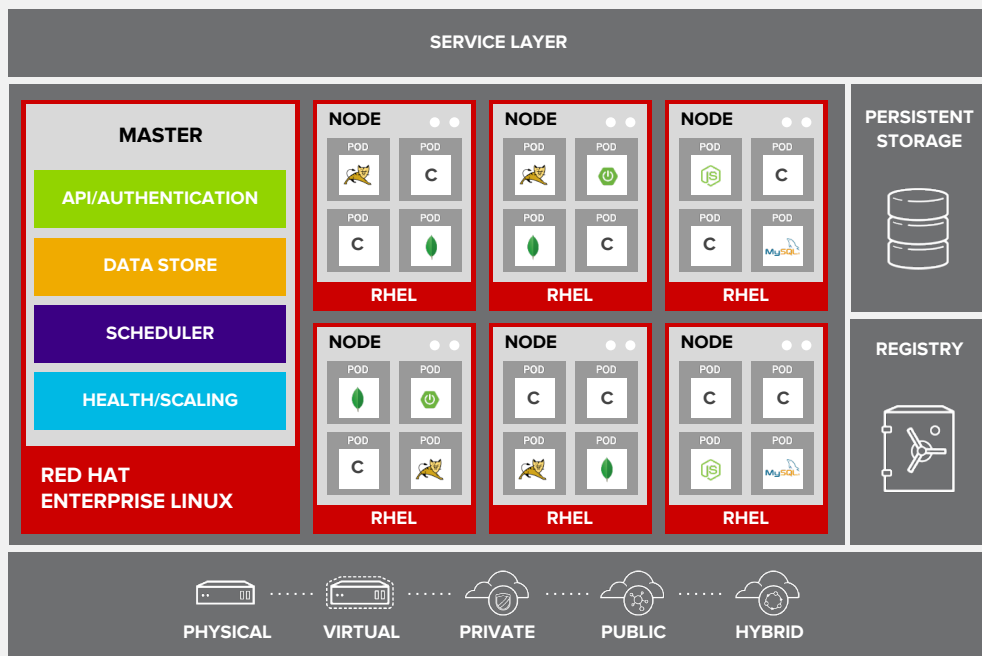 SERVICE LAYER
MASTER
API/AUTHENTICATION
DATA STORE
SCHEDULER
HEALTH/SCALING
RED HAT
ENTERPRISE LINUX
NODE
POD
POD
C
POD
POD
C
RHEL
NODE
POD
POD
POD
POD
C
RHEL
NODE
POD
POD
JS
C
POD
POD
C
MySQL
RHEL
NODE
POD
POD
POD
POD
C
RHEL
NODE
POD
POD
C
C
POD
POD
RHEL
NODE
POD
POD
C
C
POD
POD
JS
MySQL
RHEL
PERSISTENT
STORAGE
REGISTRY
PHYSICAL
VIRTUAL
PRIVATE
PUBLIC
HYBRID